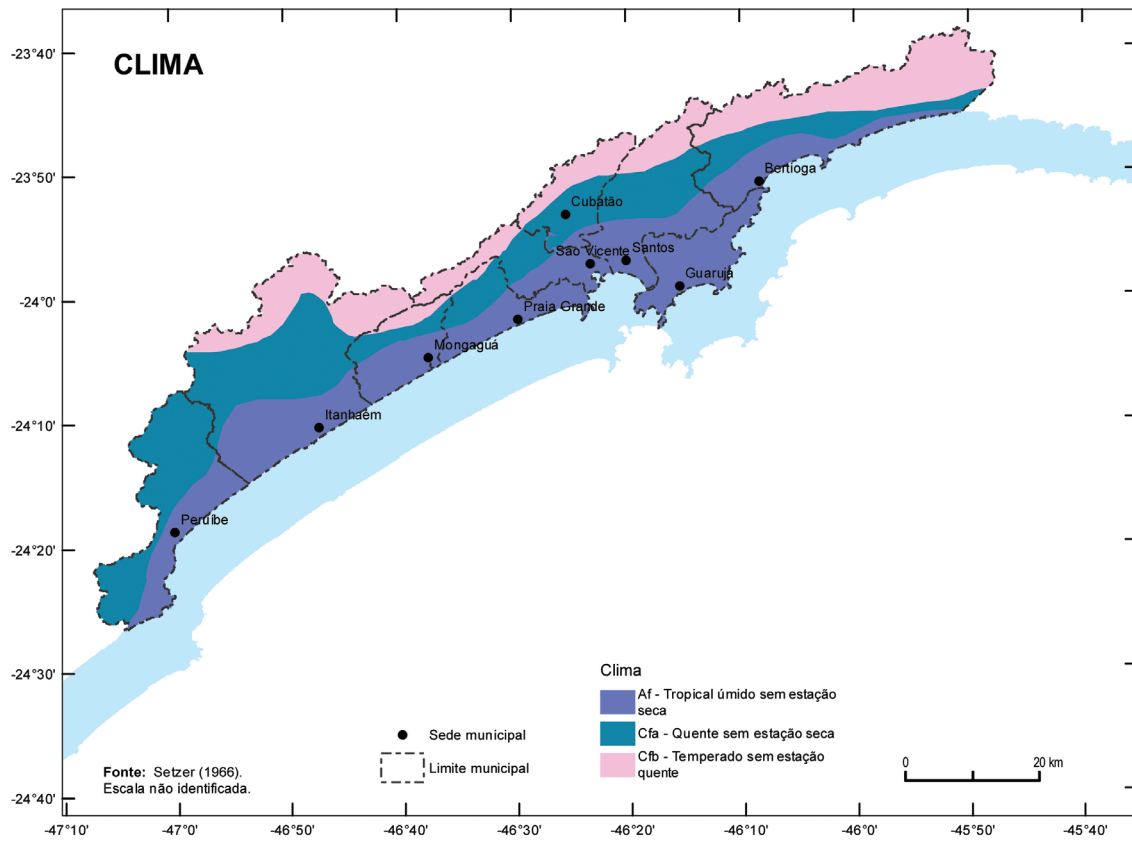 CLIMA
-23°40'
-23°50'
-24°0'
-24°10'
-24°20'
-24°30'
-24°40'
Bertioga
Cubatão
São Vicente
Santos
Guarujá
Praia Grande
Mongaguá
Itanhaém
Peruíbe
Clima
Af - Tropical úmido sem estação
seca
Cfa - Quente sem estação seca
Cfb - Temperado sem estação
quente
Sede municipal
Limite municipal
Fonte: Setzer (1966).
Escala não identificada.
0 20 km
-47°10' -47°0' -46°50' -46°40' -46°30' -46°20' -46°10' -46°0' -45°50' -45°40'